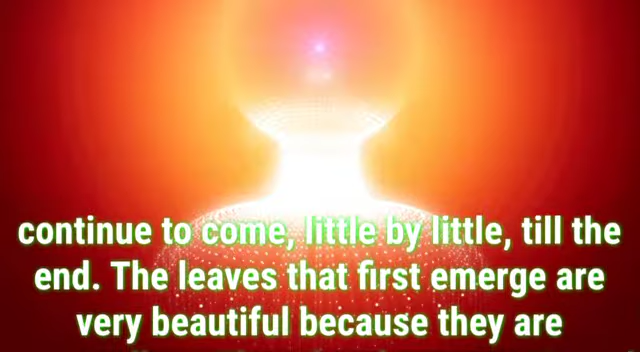 continue to come, little by little, till the
end. The leaves that first emerge are
very beautiful because they are